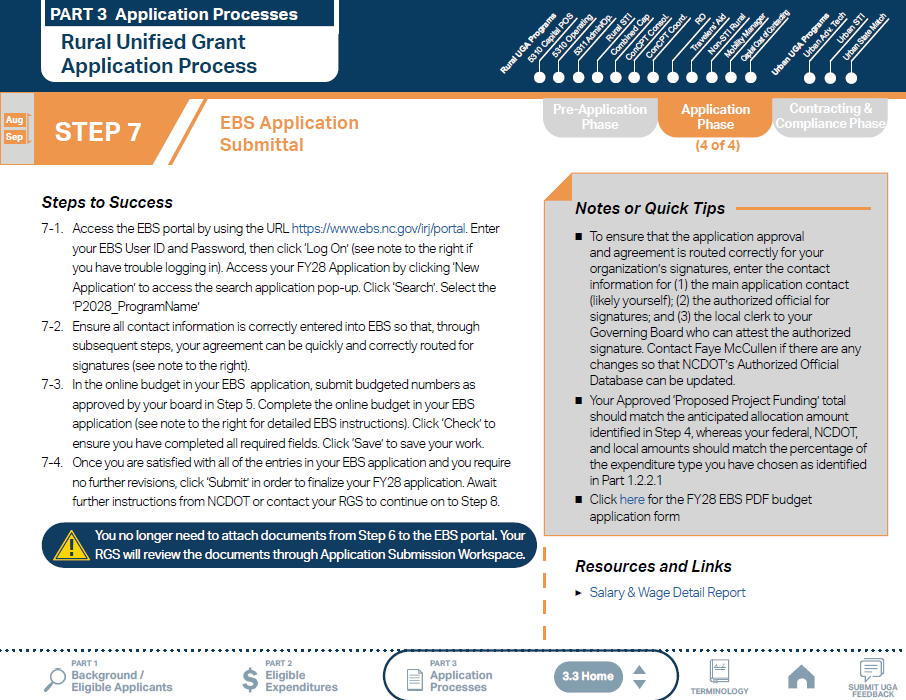 PART 3 Application Processes
Rural Unified Grant
Application Process
Rural UGA Programs
5310 Capital POS
5310 Operating
5311 Admin/Op.
Rural STI
Combined Cap
ConCPT Consol.
ConCPT Coord.
RO
Travelers' Aid
Non-STI Rural
Mobility Manager
Capital Cost of Contracting
Urban UGA Programs
Urban Adv. Tech
Urban STI
Urban State Match
Aug
Sep
STEP 7
EBS Application
Submittal
Pre-Application
Phase
Application
Phase
(4 of 4)
Contracting &
Compliance Phase
Steps to Success
7-1. Access the EBS portal by using the URL https://www.ebs.nc.gov/irj/portal. Enter
your EBS User ID and Password, then click ‘Log On’ (see note to the right if
you have trouble logging in). Access your FY28 Application by clicking ‘New
Application’ to access the search application pop-up. Click ‘Search’. Select the
‘P2028_ProgramName’
7-2. Ensure all contact information is correctly entered into EBS so that, through
subsequent steps, your agreement can be quickly and correctly routed for
signatures (see note to the right).
7-3. In the online budget in your EBS application, submit budgeted numbers as
approved by your board in Step 5. Complete the online budget in your EBS
application (see note to the right for detailed EBS instructions). Click ‘Check’ to
ensure you have completed all required fields. Click ‘Save’ to save your work.
7-4. Once you are satisfied with all of the entries in your EBS application and you require
no further revisions, click ‘Submit’ in order to finalize your FY28 application. Await
further instructions from NCDOT or contact your RGS to continue on to Step 8.
You no longer need to attach documents from Step 6 to the EBS portal. Your
RGS will review the documents through Application Submission Workspace.
Notes or Quick Tips
■ To ensure that the application approval
and agreement is routed correctly for your
organization’s signatures, enter the contact
information for (1) the main application contact
(likely yourself); (2) the authorized official for
signatures; and (3) the local clerk to your
Governing Board who can attest the authorized
signature. Contact Faye McCullen if there are any
changes so that NCDOT’s Authorized Official
Database can be updated.
■ Your Approved ‘Proposed Project Funding’ total
should match the anticipated allocation amount
identified in Step 4, whereas your federal, NCDOT,
and local amounts should match the percentage of
the expenditure type you have chosen as identified
in Part 1.2.2.1
■ Click here for the FY28 EBS PDF budget
application form
Resources and Links
► Salary & Wage Detail Report
PART 1
Background /
Eligible Applicants
PART 2
Eligible
Expenditures
PART 3
Application
Processes
3.3 Home
TERMINOLOGY
SUBMIT UGA
FEEDBACK